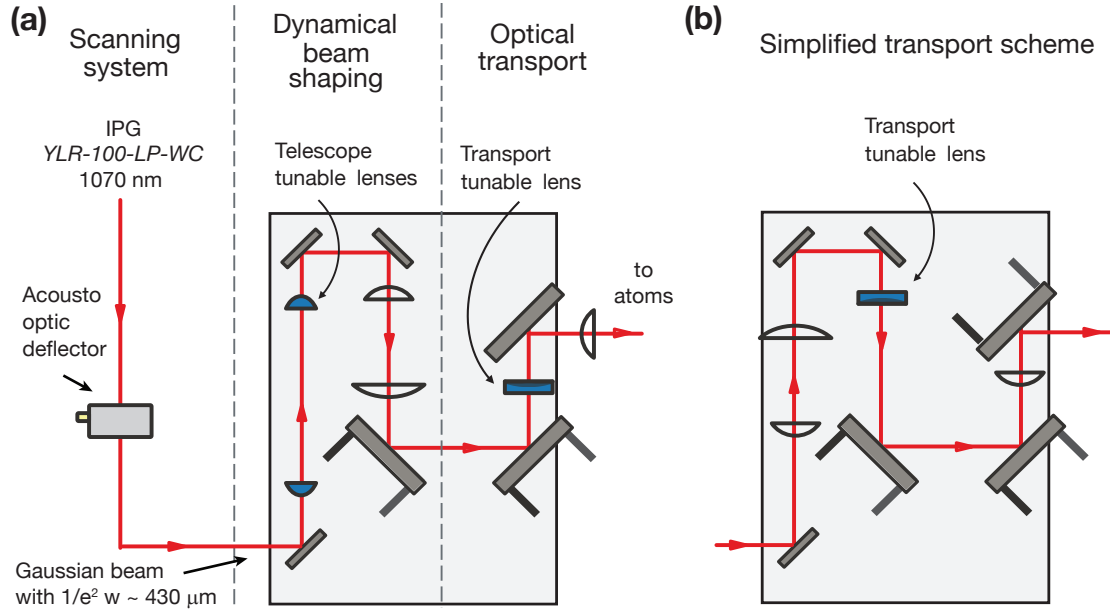 (a)
Scanning
system
Dynamical
beam
shaping
Optical
transport
IPG
YLR-100-LP-WC
1070 nm
Telescope
tunable lenses
Transport
tunable lens
Acousto
optic
deflector
to
atoms
Gaussian beam
with 1/e² w ~ 430 μm
(b)
Simplified transport scheme
Transport
tunable lens